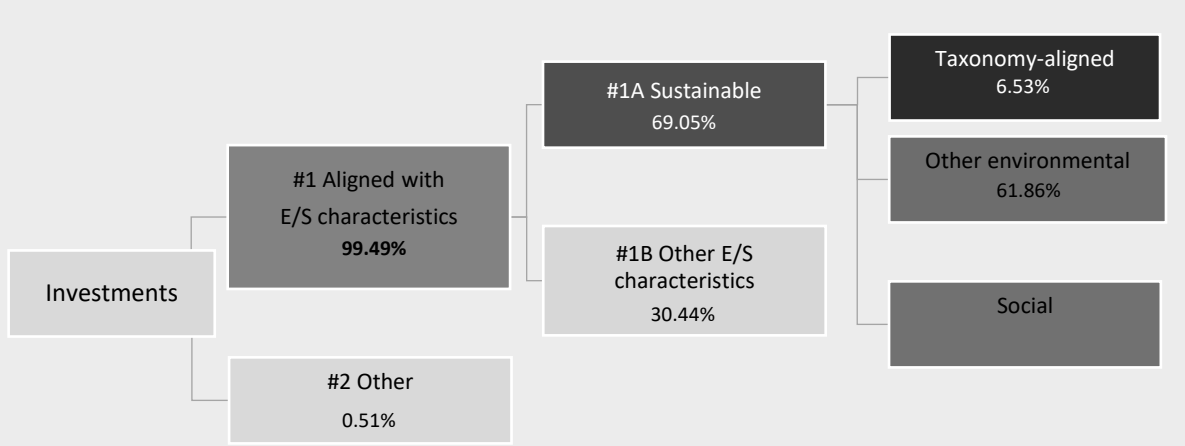 Investments
#1 Aligned with
E/S characteristics
99.49%
#2 Other
0.51%
#1A Sustainable
69.05%
#1B Other E/S
characteristics
30.44%
Taxonomy-aligned
6.53%
Other environmental
61.86%
Social